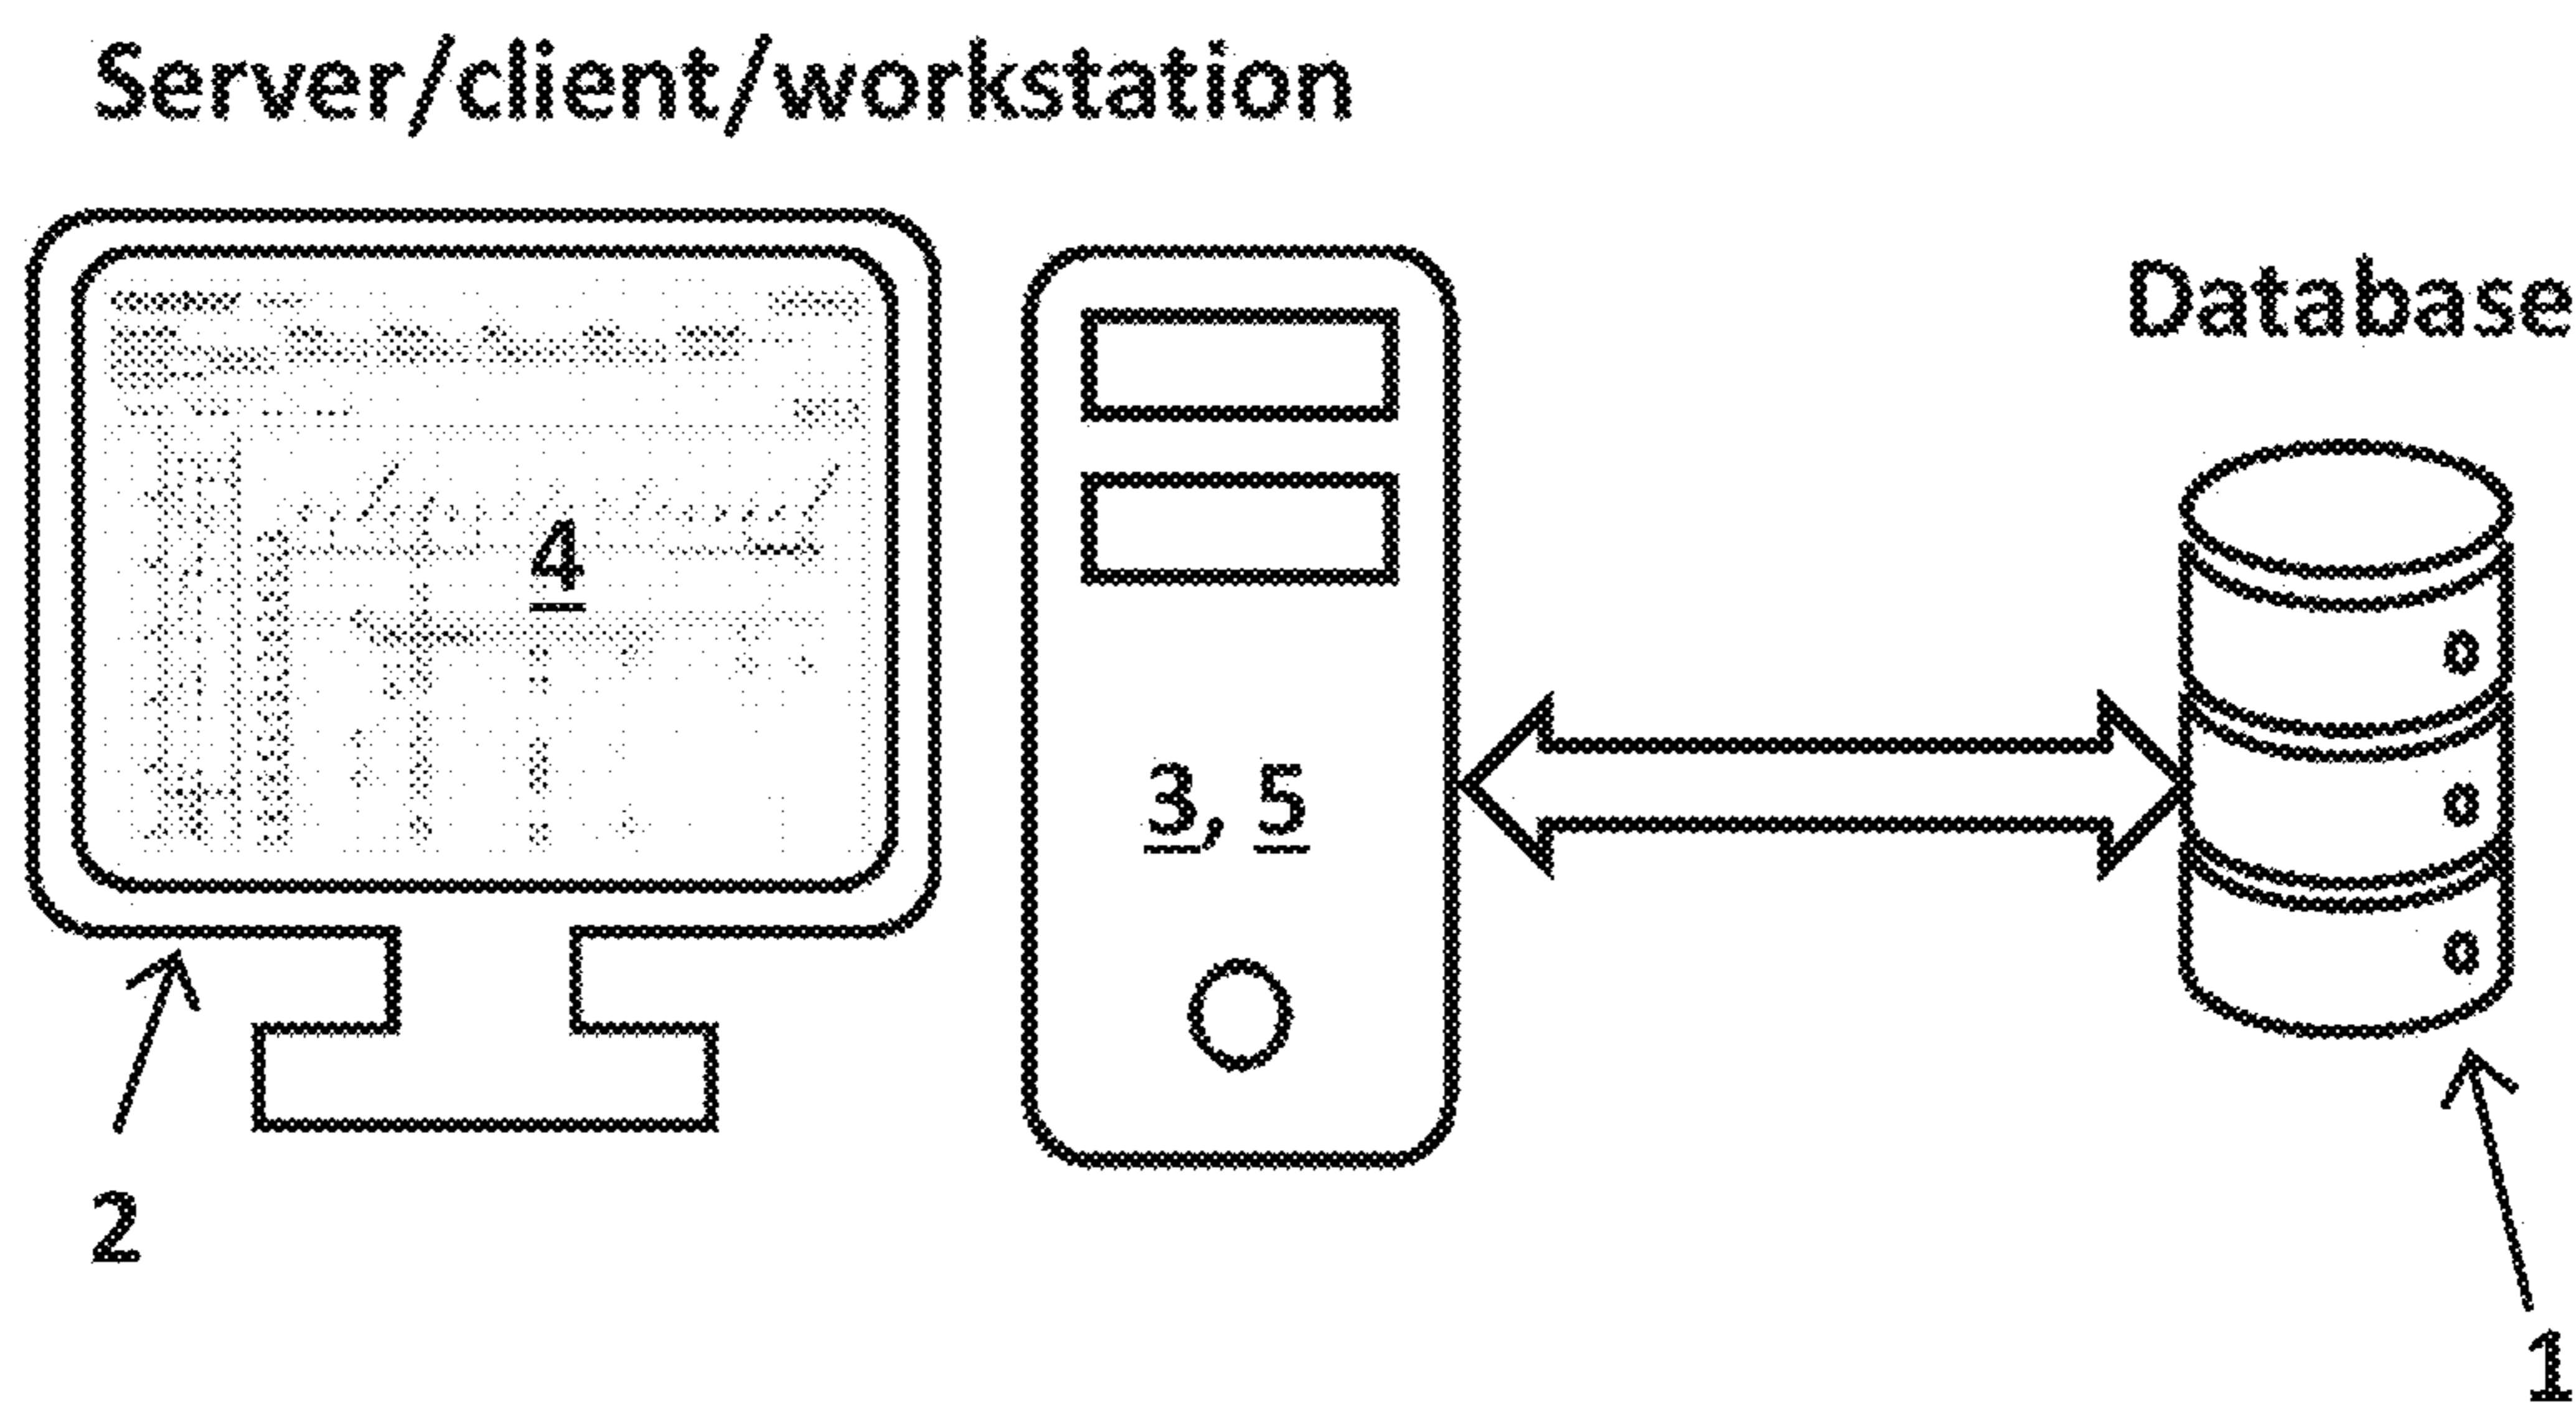 Server/client/workstation
Database
4
3, 5
2
1